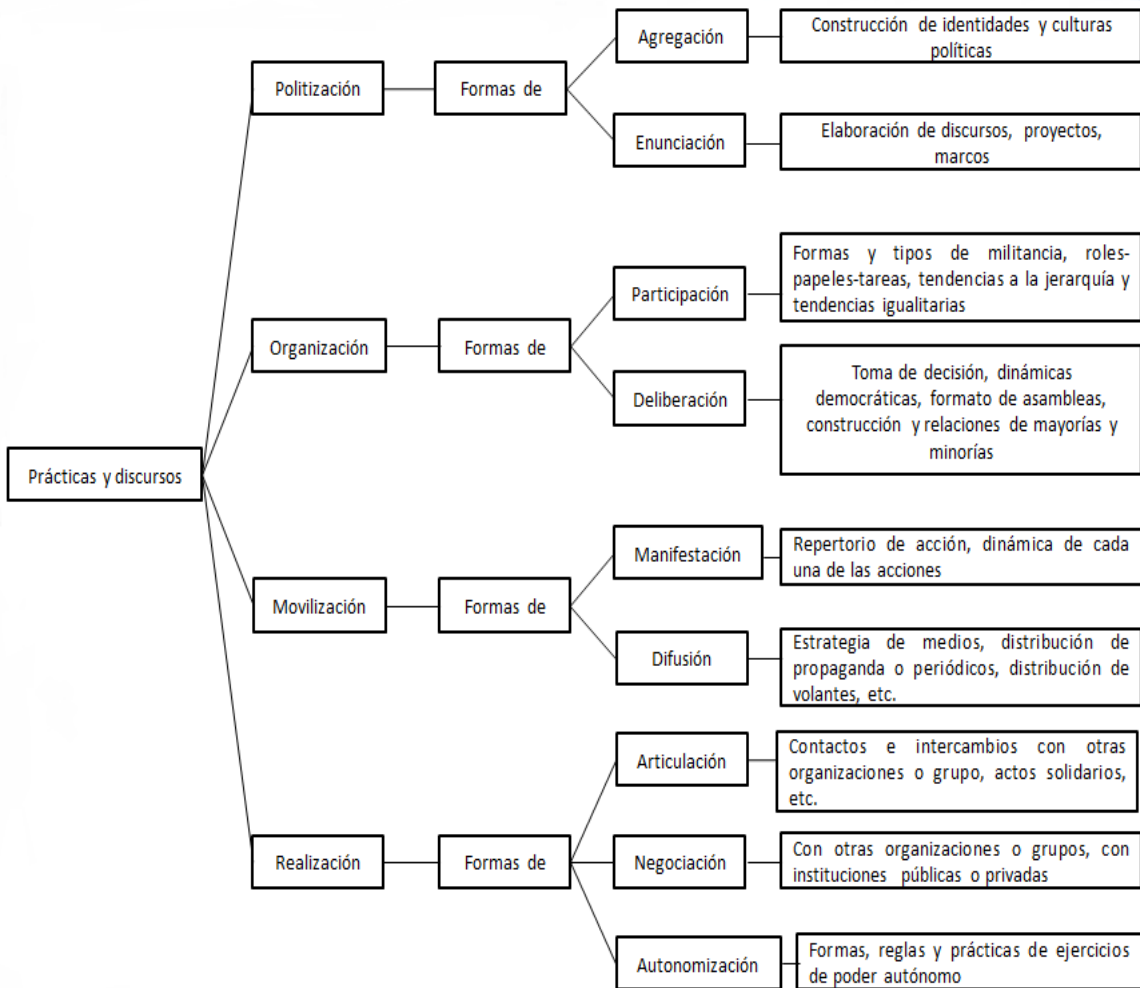 Prácticas y discursos
Politización
Formas de
Agregación
Construcción de identidades y culturas
políticas
Enunciación
Elaboración de discursos, proyectos,
marcos
Organización
Formas de
Participación
Formas y tipos de militancia, roles-
papeles-tareas, tendencias a la jerarquía y
tendencias igualitarias
Deliberación
Toma de decisión, dinámicas
democráticas, formato de asambleas,
construcción y relaciones de mayorías y
minorías
Movilización
Formas de
Manifestación
Repertorio de acción, dinámica de cada
una de las acciones
Difusión
Estrategia de medios, distribución de
propaganda o periódicos, distribución de
volantes, etc.
Realización
Formas de
Articulación
Contactos e intercambios con otras
organizaciones o grupo, actos solidarios,
etc.
Negociación
Con otras organizaciones o grupos, con
instituciones públicas o privadas
Autonomización
Formas, reglas y prácticas de ejercicios
de poder autónomo